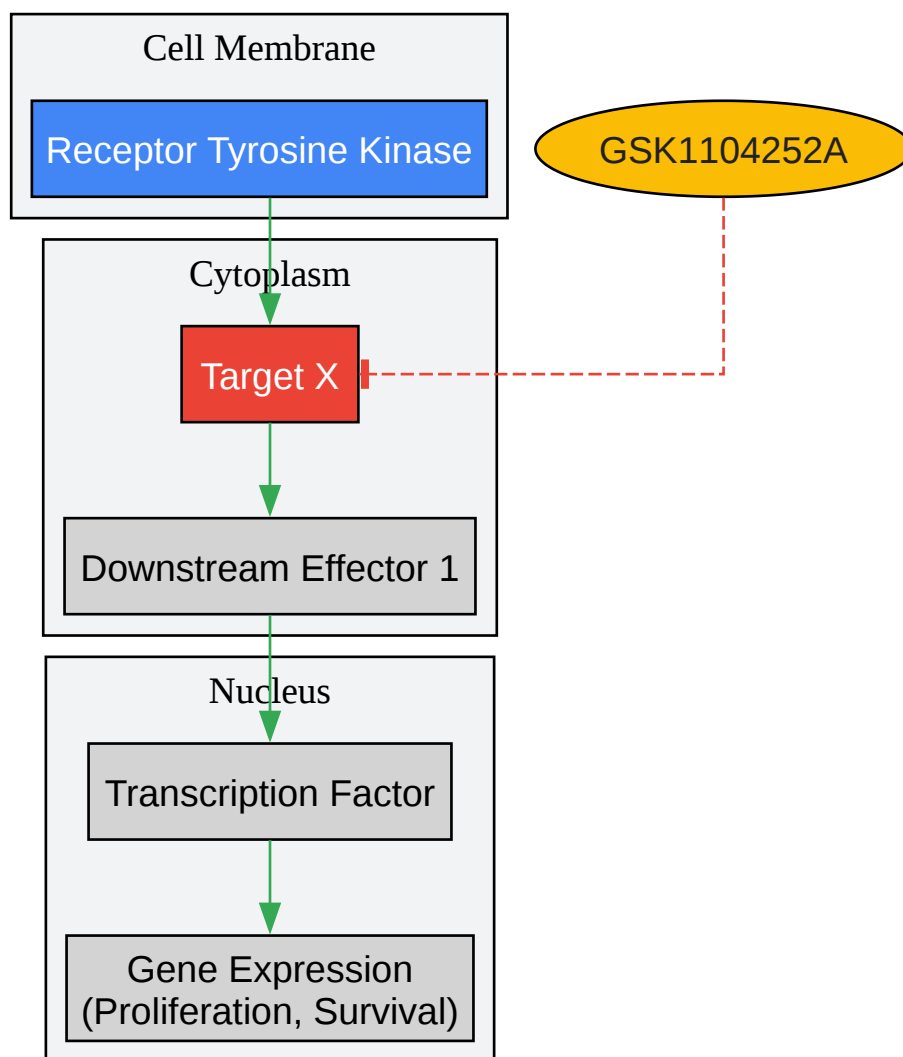 Cell Membrane
Receptor Tyrosine Kinase
GSK1104252A
Cytoplasm
Target X
Downstream Effector 1
Nucleus
Transcription Factor
Gene Expression
(Proliferation, Survival)